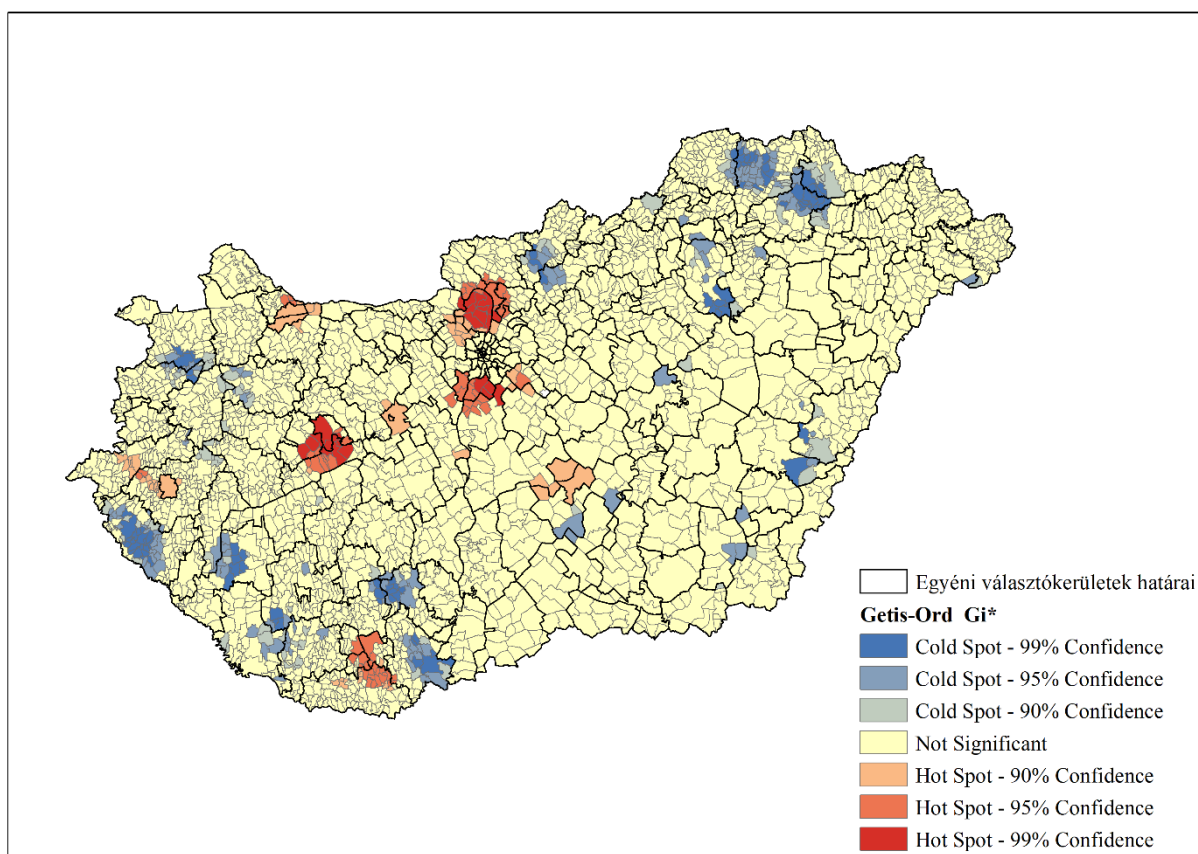 Egyéni választókerületek határai
Getis-Ord Gi*
Cold Spot - 99% Confidence
Cold Spot - 95% Confidence
Cold Spot - 90% Confidence
Not Significant
Hot Spot - 90% Confidence
Hot Spot - 95% Confidence
Hot Spot - 99% Confidence